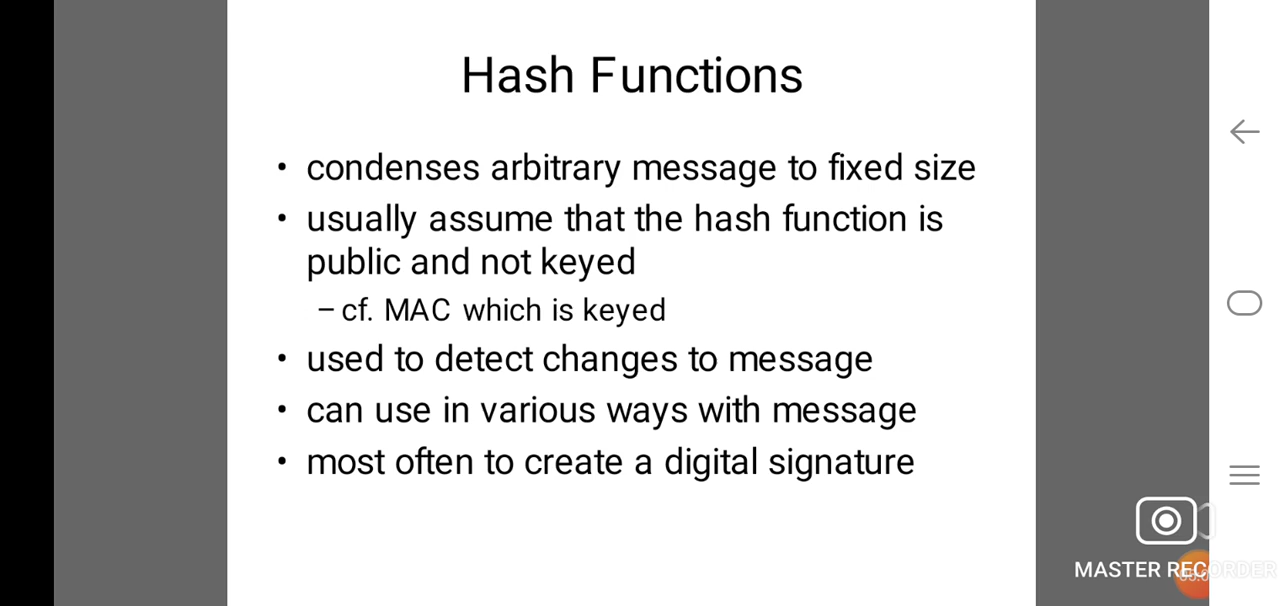 Hash Functions
• condenses arbitrary message to fixed size
• usually assume that the hash function is
public and not keyed
– cf. MAC which is keyed
• used to detect changes to message
• can use in various ways with message
• most often to create a digital signature
MASTER RECORDER